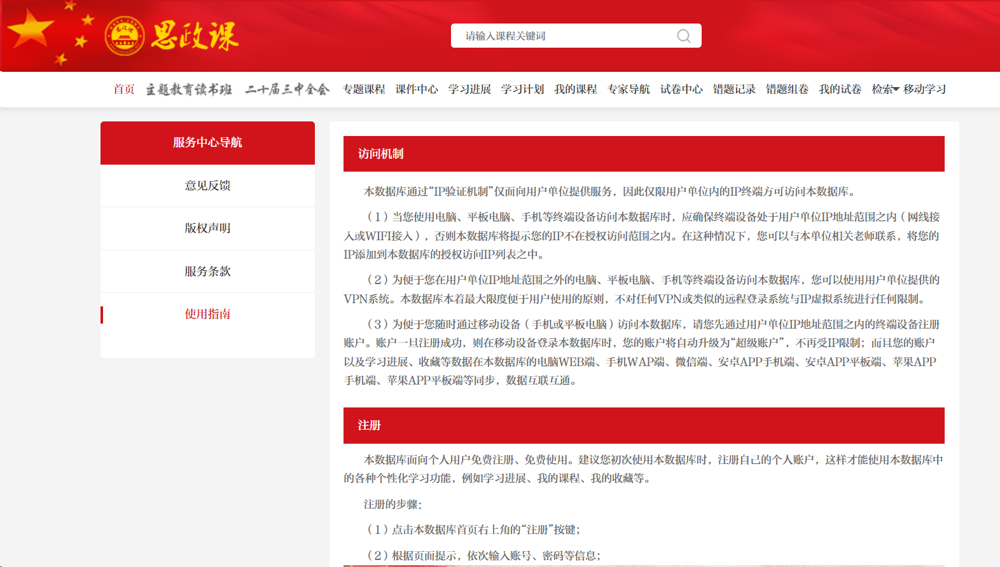 思政课
请输入课程关键词
首页 主题教育读书班 二十届三中全会 专题课程 课件中心 学习进展 学习计划 我的课程 专家导航 试卷中心 错题记录 错题组卷 我的试卷 检索 移动学习
服务中心导航
意见反馈
版权声明
服务条款
使用指南
访问机制
本数据库通过“IP验证机制”仅面向用户单位提供服务，因此仅限用户单位内的IP终端方可访问本数据库。
（1）当您使用电脑、平板电脑、手机等终端设备访问本数据库时，应确保终端设备处于用户单位IP地址范围之内（网线接
入或WIFI接入），否则本数据库将提示您的IP不在授权访问范围之内。在这种情况下，您可以与本单位相关老师联系，将您的
IP添加到本数据库的授权访问IP列表之中。
（2）为便于您在用户单位IP地址范围之外的电脑、平板电脑、手机等终端设备访问本数据库，您可以使用用户单位提供的
VPN系统。本数据库本着最大限度便于用户使用的原则，不对任何VPN或类似的远程登录系统与IP虚拟系统进行任何限制。
（3）为便于您随时通过移动设备（手机或平板电脑）访问本数据库，请您先通过用户单位IP地址范围之内的终端设备注册
账户。账户一旦注册成功，则在移动设备登录本数据库时，您的账户将自动升级为“超级账户”，不再受IP限制；而且您的账户
以及学习进展、收藏等数据在本数据库的电脑WEB端、手机WAP端、微信端、安卓APP手机端、安卓APP平板端、苹果APP
手机端、苹果APP平板端等同步，数据互联互通。
注册
本数据库面向个人用户免费注册、免费使用。建议您初次使用本数据库时，注册自己的个人账户，这样才能使用本数据库中
的各种个性化学习功能，例如学习进展、我的课程、我的收藏等。
注册的步骤：
（1）点击本数据库首页右上角的“注册”按键；
（2）根据页面提示，依次输入账号、密码等信息；